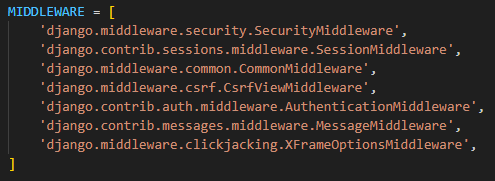 MIDDLEWARE = [
    'django.middleware.security.SecurityMiddleware',
    'django.contrib.sessions.middleware.SessionMiddleware',
    'django.middleware.common.CommonMiddleware',
    'django.middleware.csrf.CsrfViewMiddleware',
    'django.contrib.auth.middleware.AuthenticationMiddleware',
    'django.contrib.messages.middleware.MessageMiddleware',
    'django.middleware.clickjacking.XFrameOptionsMiddleware',
]